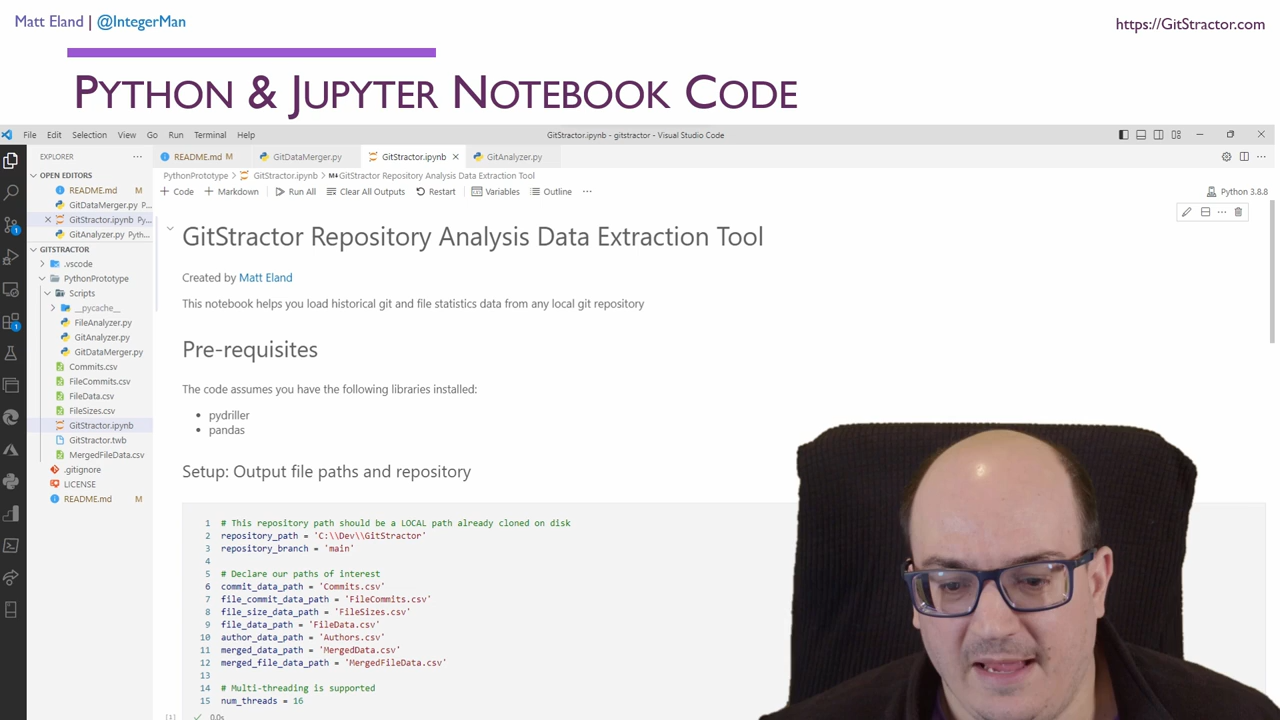 Matt Eland | @IntegerMan
https://GitStractor.com
PYTHON & JUPYTER NOTEBOOK CODE
File Edit Selection View Go Run Terminal Help
GitStractor.ipynb - gitstractor - Visual Studio Code
EXPLORER
README.md M
GitDataMerger.py
GitStractor.ipynb
GitAnalyzer.py
OPEN EDITORS
README.md M
GitDataMerger.py P...
GitStractor.ipynb Py...
GitAnalyzer.py Pyth...
GITSTRACTOR
.vscode
PythonPrototype
Scripts
__pycache__
FileAnalyzer.py
GitAnalyzer.py
GitDataMerger.py
Commits.csv
FileCommits.csv
FileData.csv
FileSizes.csv
GitStractor.ipynb
GitStractor.twb
MergedFileData.csv
.gitignore
LICENSE
README.md M
PythonPrototype > GitStractor.ipynb > GitStractor Repository Analysis Data Extraction Tool
+ Code + Markdown Run All Clear All Outputs Restart Variables Outline ...
Python 3.8.8
GitStractor Repository Analysis Data Extraction Tool
Created by Matt Eland
This notebook helps you load historical git and file statistics data from any local git repository
Pre-requisites
The code assumes you have the following libraries installed:
• pydriller
• pandas
Setup: Output file paths and repository
1 # This repository path should be a LOCAL path already cloned on disk
2 repository_path = 'C:\\Dev\\GitStractor'
3 repository_branch = 'main'
4
5 # Declare our paths of interest
6 commit_data_path = 'Commits.csv'
7 file_commit_data_path = 'FileCommits.csv'
8 file_size_data_path = 'FileSizes.csv'
9 file_data_path = 'FileData.csv'
10 author_data_path = 'Authors.csv'
11 merged_data_path = 'MergedData.csv'
12 merged_file_data_path = 'MergedFileData.csv'
13
14 # Multi-threading is supported
15 num_threads = 16
[1] ✓ 0.0s